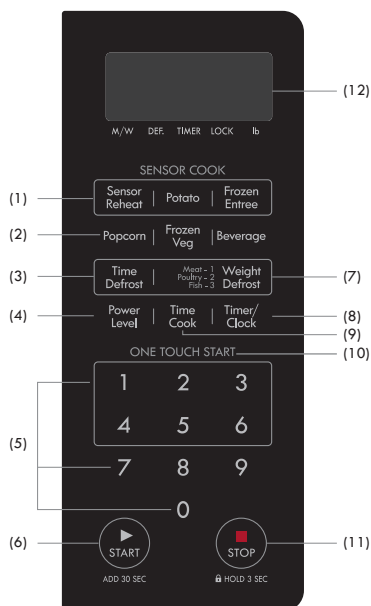 (12)
M/W DEF. TIMER LOCK lb
SENSOR COOK
(1)
Sensor Reheat
Potato
Frozen Entree
(2)
Popcorn
Frozen Veg
Beverage
(3)
Time Defrost
Meat - 1
Poultry - 2
Fish - 3
Weight Defrost
(7)
(4)
Power Level
Time Cook
Timer/
Clock
(8)
(9)
ONE TOUCH START
(10)
1 2 3
4 5 6
(5)
7 8 9
0
(6)
START
STOP
(11)
ADD 30 SEC
HOLD 3 SEC